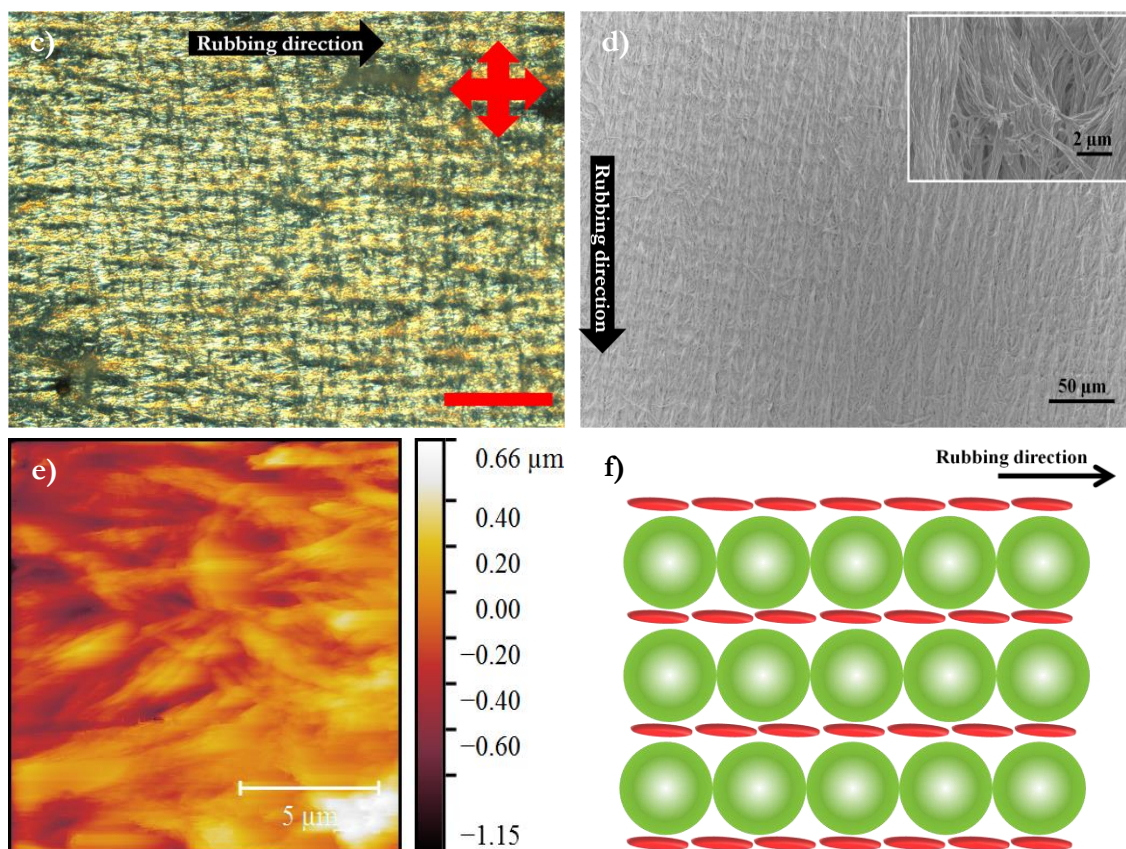 c)
Rubbing direction
d)
2 µm
Rubbing direction
50 µm
e)
0.66 µm
0.40
0.20
0.00
−0.20
−0.40
−0.60
−1.15
5 µm
f)
Rubbing direction